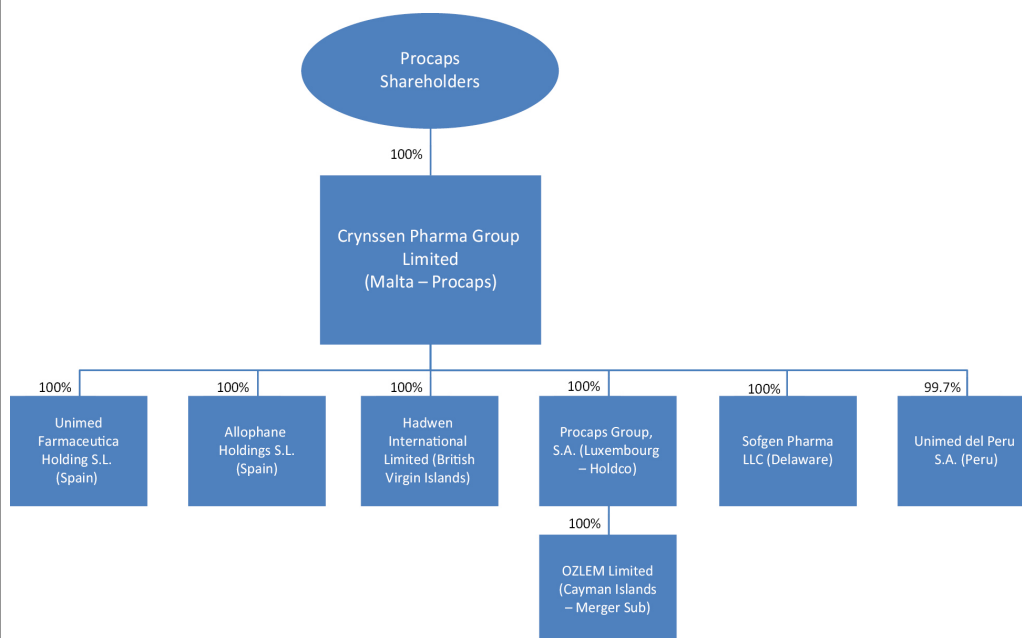 Procaps
Shareholders
100%
Crynssen Pharma Group
Limited
(Malta – Procaps)
100%
100%
100%
100%
100%
99.7%
Unimed
Farmaceutica
Holding S.L.
(Spain)
Allophane
Holdings S.L.
(Spain)
Hadwen
International
Limited (British
Virgin Islands)
Procaps Group,
S.A. (Luxembourg
– Holdco)
Sofgen Pharma
LLC (Delaware)
Unimed del Peru
S.A. (Peru)
100%
OZLEM Limited
(Cayman Islands
– Merger Sub)